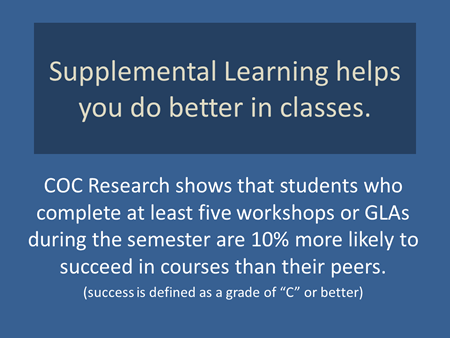 Supplemental Learning helps
you do better in classes.
COC Research shows that students who
complete at least five workshops or GLAs
during the semester are 10% more likely to
succeed in courses than their peers.
(success is defined as a grade of “C” or better)